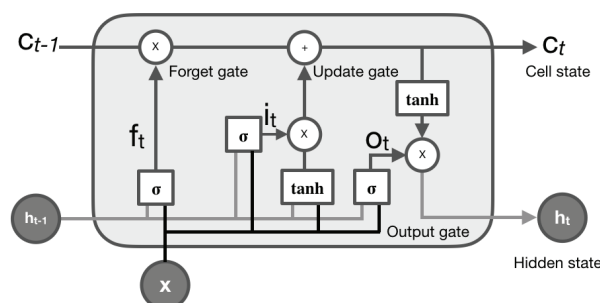 Ct-1
x
+
Ct
Forget gate
Update gate
Cell state
tanh
ft
σ
it
x
Ot
x
σ
tanh
σ
ht-1
Output gate
ht
Hidden state
x